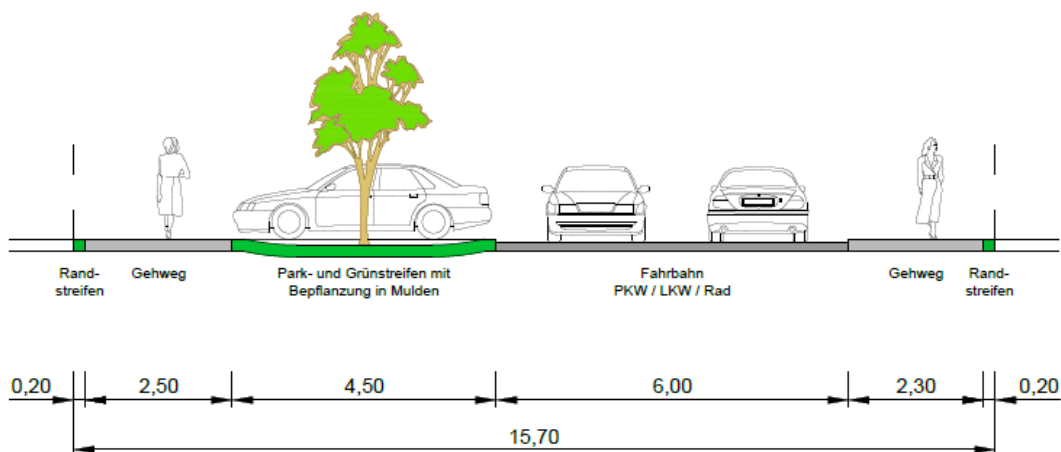 Rand-
streifen
Gehweg
Park- und Grünstreifen mit
Bepflanzung in Mulden
Fahrbahn
PKW / LKW / Rad
Gehweg
Rand-
streifen
0,20
2,50
4,50
6,00
2,30
0,20
15,70